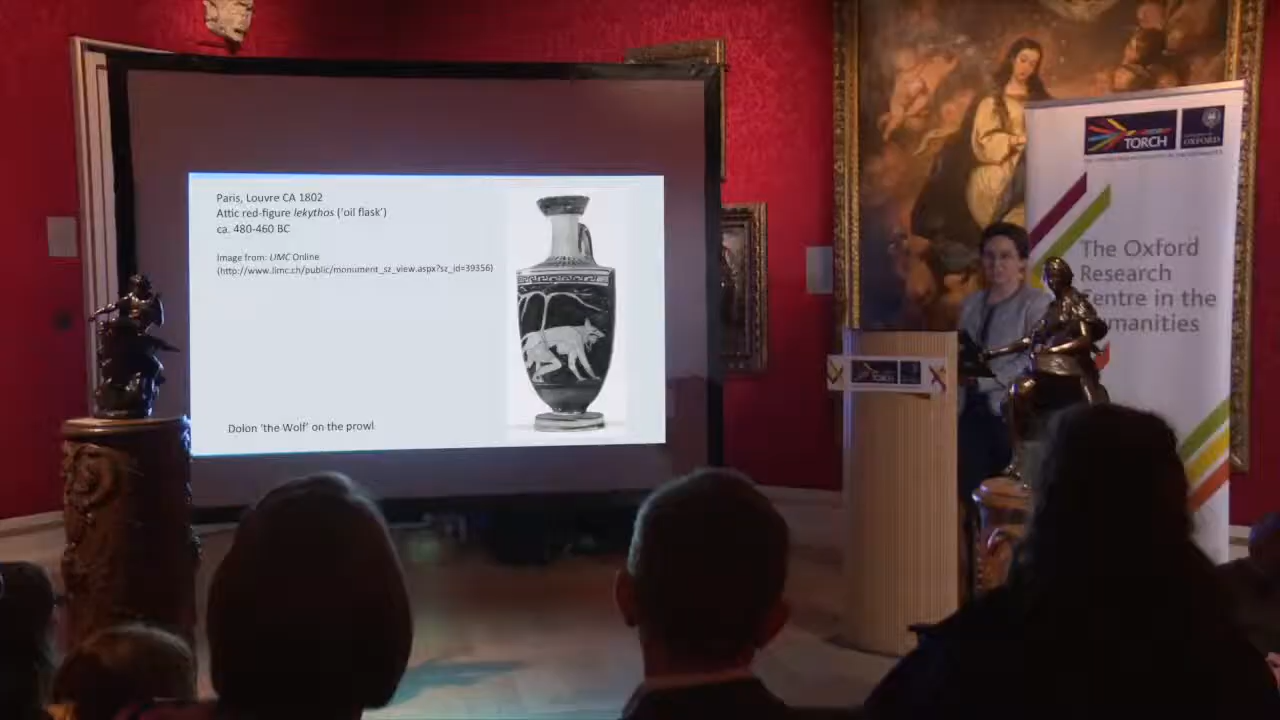 Paris, Louvre CA 1802
Attic red-figure lekythos ('oil flask')
ca. 480-460 BC
Image from: LIMC Online
(http://www.limc.ch/public/monument_sz_view.aspx?sz_id=39356)
Dolon 'the Wolf' on the prowl
TORCH
OXFORD
The Oxford
Research
Centre in the
umanities
TORCH